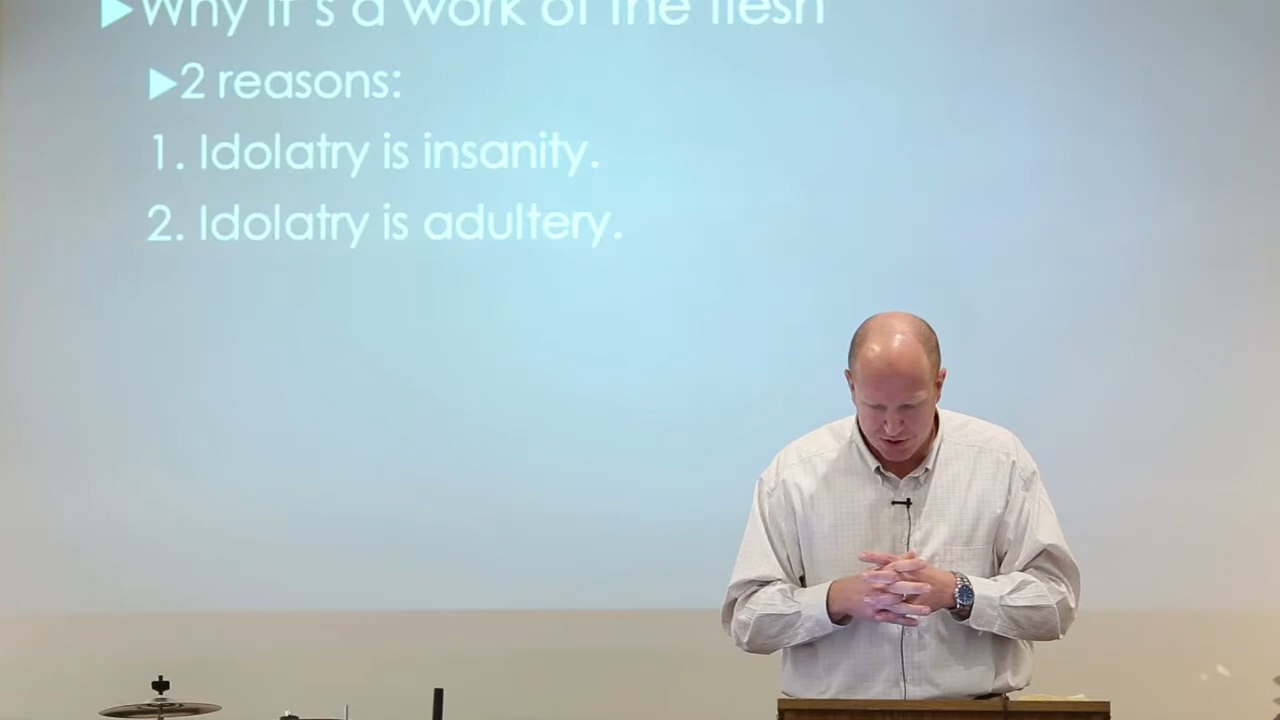 ▶Why it's a work of the flesh
▶2 reasons:
1. Idolatry is insanity.
2. Idolatry is adultery.